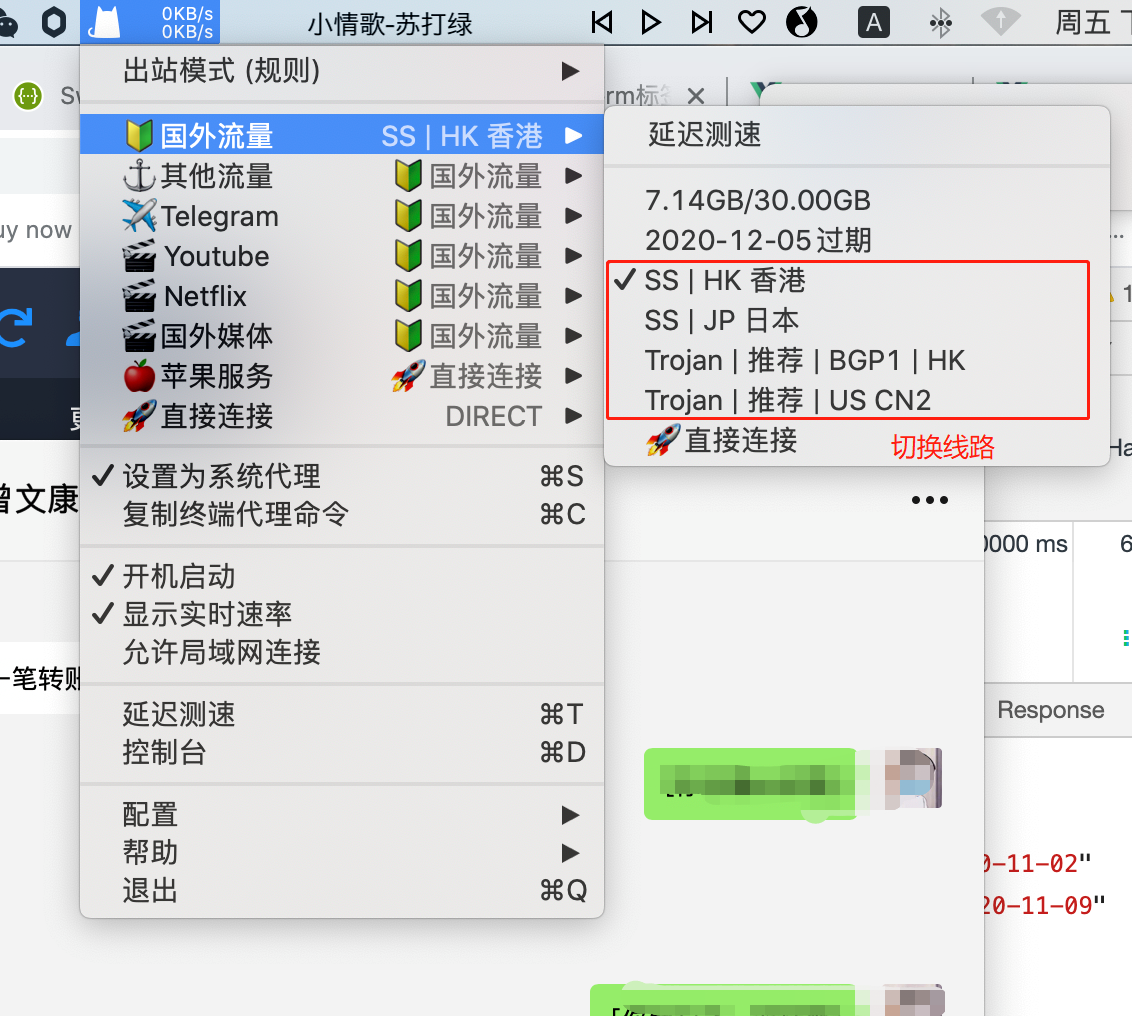 0KB/s
0KB/s
小情歌-苏打绿
A
周五 下
出站模式 (规则)
Sw
rm标签
延迟测速
国外流量 SS | HK 香港
其他流量 国外流量
Telegram 国外流量
Youtube 国外流量
Netflix 国外流量
国外媒体 国外流量
苹果服务 直接连接
直接连接 DIRECT
7.14GB/30.00GB
2020-12-05过期
SS | HK 香港
SS | JP 日本
Trojan | 推荐 | BGP1 | HK
Trojan | 推荐 | US CN2
直接连接
切换线路
uy now
更
Ha
设置为系统代理 ⌘S
复制终端代理命令 ⌘C
曾文康
•••
0000 ms
6
开机启动
显示实时速率
允许局域网连接
一笔转账
延迟测速 ⌘T
控制台 ⌘D
Response
配置
帮助
退出 ⌘Q
0-11-02"
20-11-09"